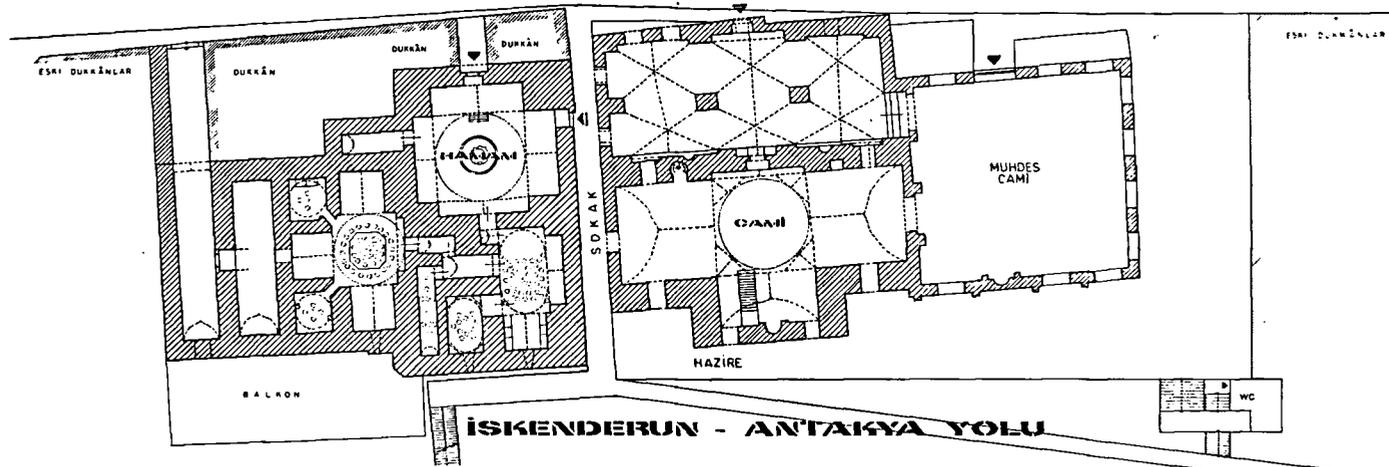 ESKİ DUKKÂNLAR
DUKKÂN
DUKKÂN
DUKKÂN
ESKİ DUKKÂNLAR
HAMAM
SOKAK
CAMİ
MUHDES
CAMİ
HAZİRE
BALKON
WC
İSKENDERUN - ANTAKYA YOLU